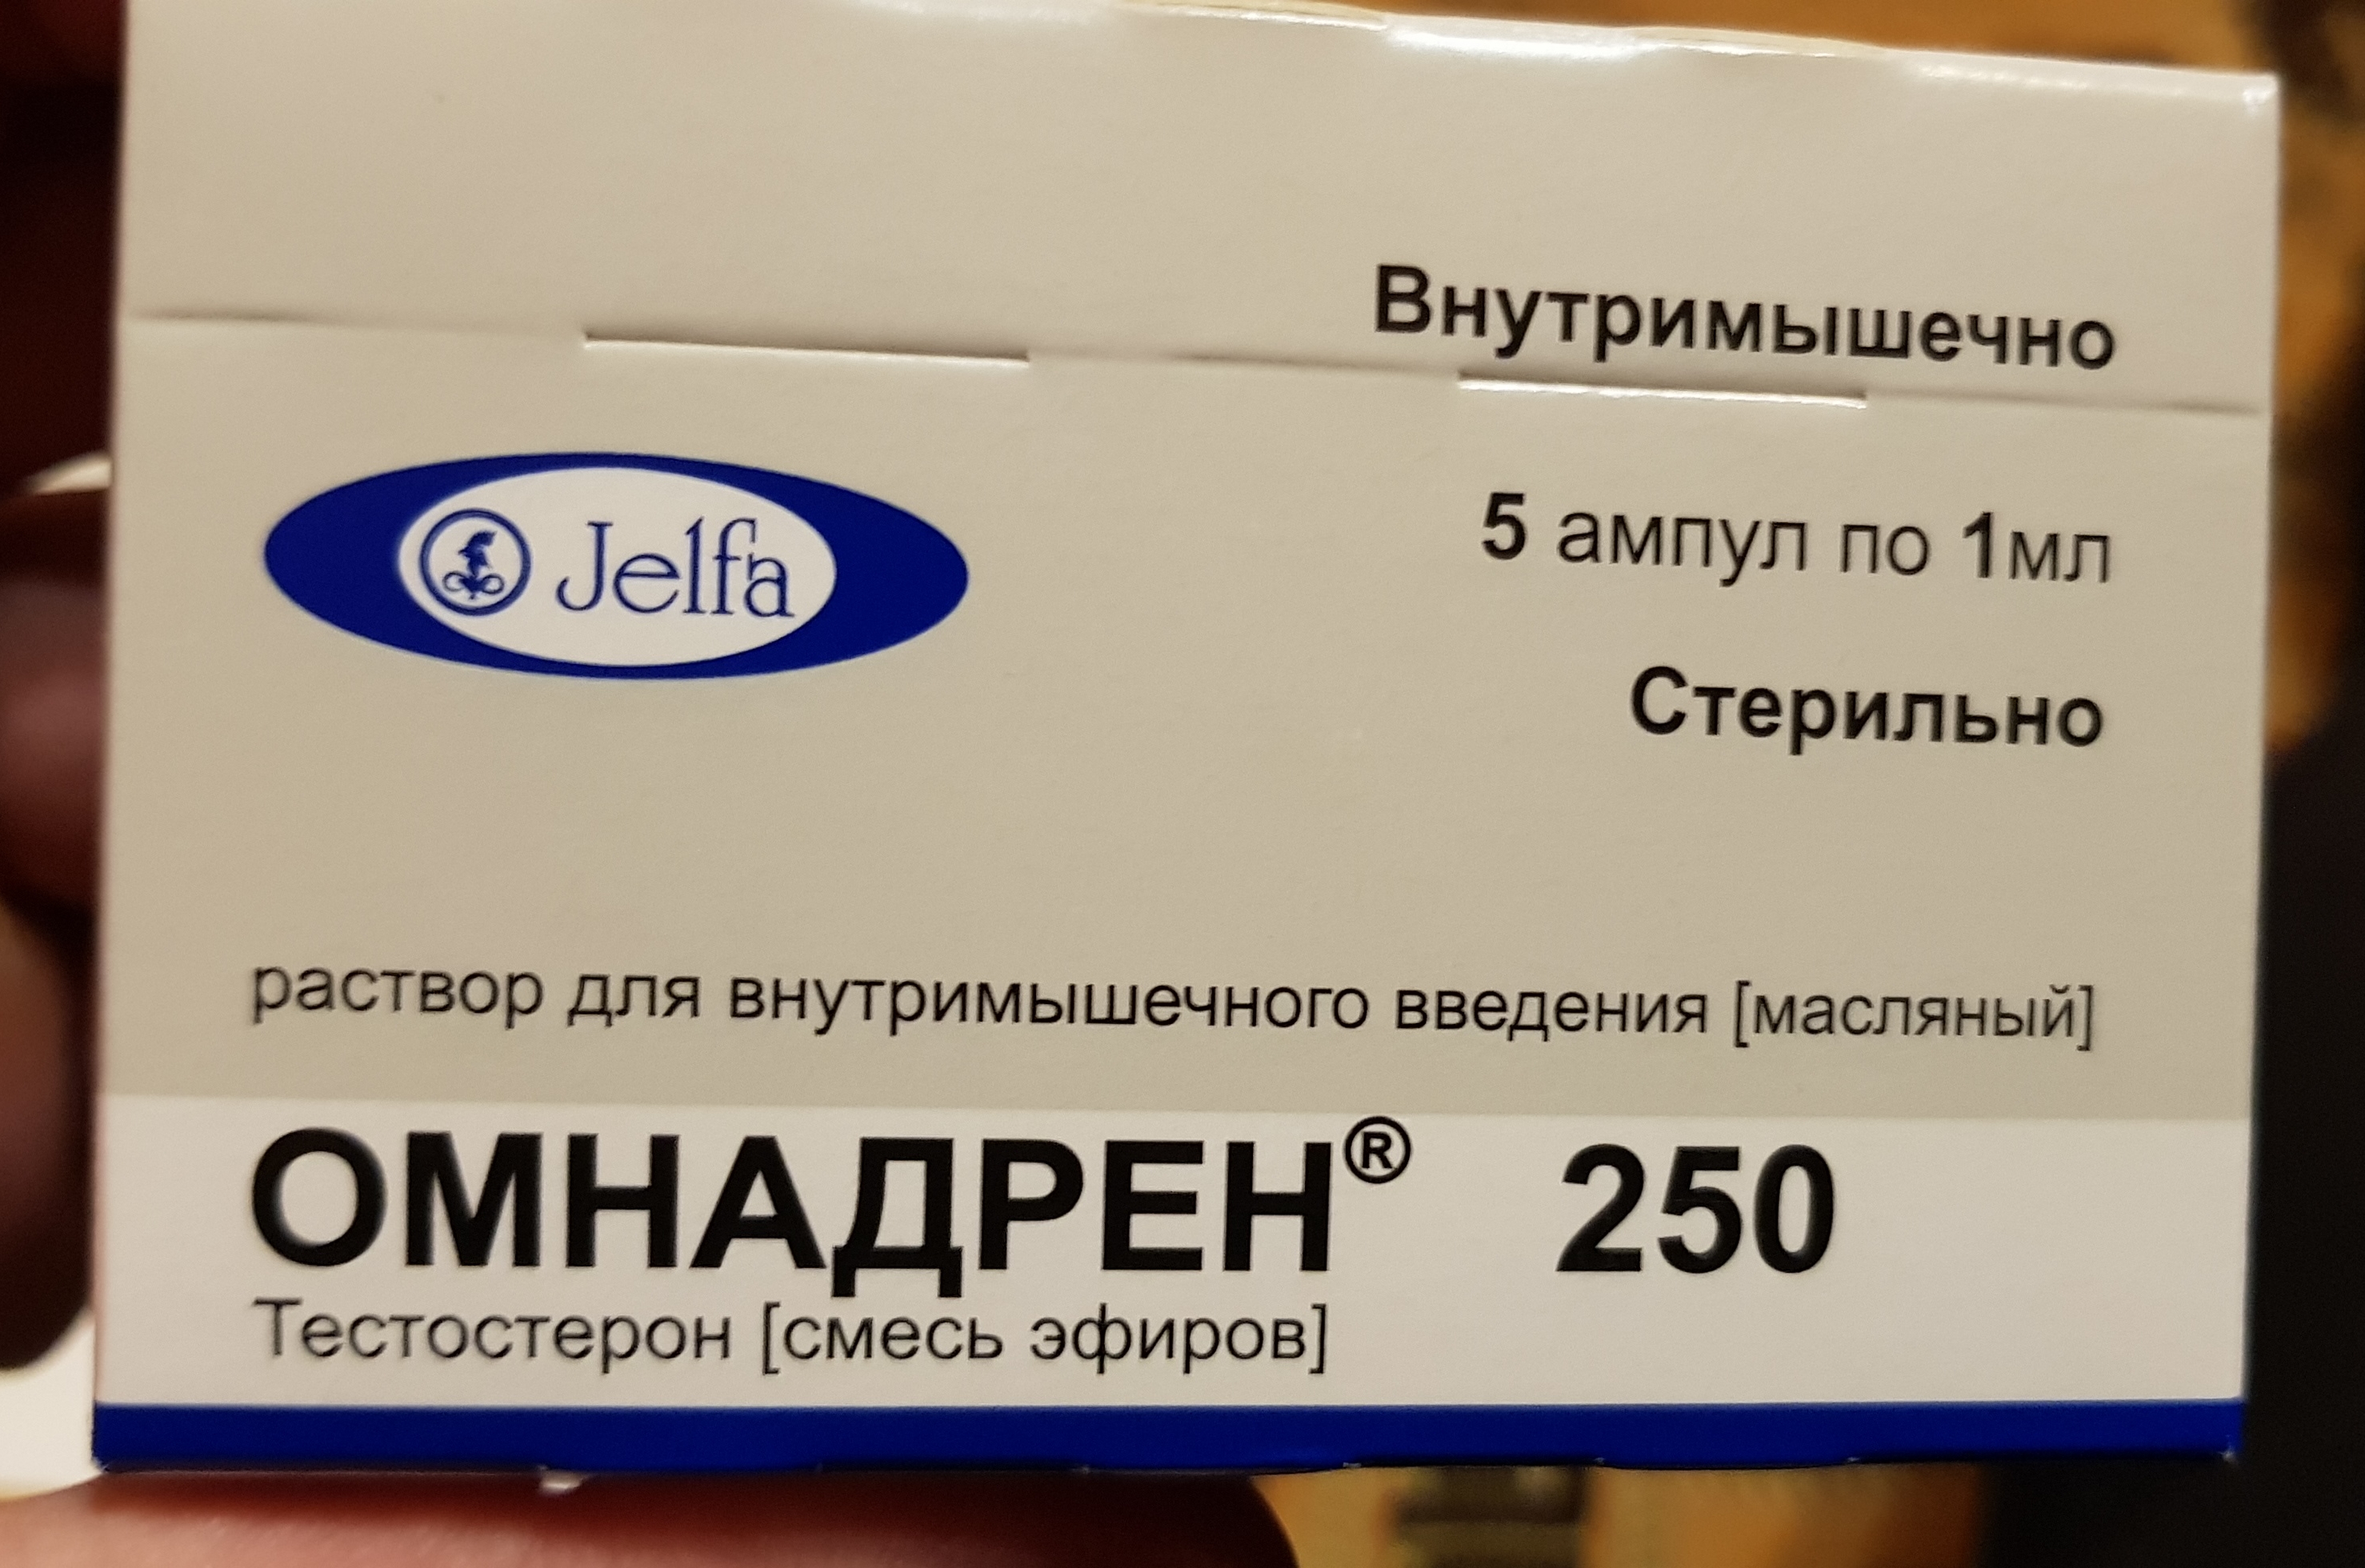 Внутримышечно
Jelfa
5 ампул по 1мл
Стерильно
раствор для внутримышечного введения [масляный]
ОМНАДРЕН® 250
Тестостерон [смесь эфиров]